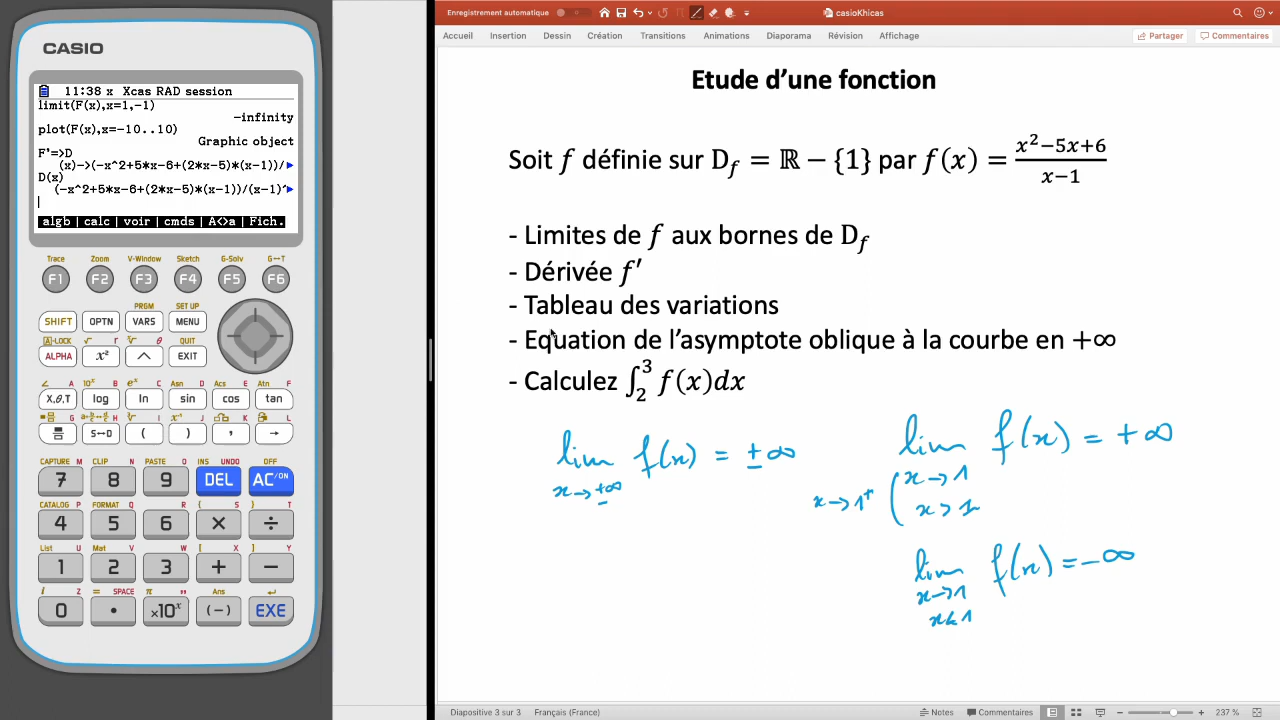 CASIO
11:38 x Xcas RAD session
limit(F(x),x=1,-1)
-infinity
plot(F(x),x=-10..10)
Graphic object
F'=>D
(x)->(-x^2+5*x-6+(2*x-5)*(x-1))/
D(x)
(-x^2+5*x-6+(2*x-5)*(x-1))/(x-1)^
algb | calc | voir | cmds | A<>a | Fich.
Trace Zoom V-Window Sketch G-Solv G↔T
F1 F2 F3 F4 F5 F6
PRGM SET UP
SHIFT OPTN VARS MENU
A-LOCK √ r ∛ θ QUIT
ALPHA x² ^ EXIT
∠ A 10ˣ B eˣ C Asn D Acs E Atn F
X,θ,T log ln sin cos tan
G H I J K L
S↔D ( ) , →
CAPTURE M CLIP N PASTE O INS UNDO OFF
7 8 9 DEL AC/ON
CATALOG P FORMAT Q R { S } T
4 5 6 × ÷
List U Mat V W [ X ] Y
1 2 3 + −
i Z = SPACE π " Ans ↵
0 • ×10ˣ (−) EXE
Enregistrement automatique
casioKhicas
Accueil Insertion Dessin Création Transitions Animations Diaporama Révision Affichage Partager Commentaires
Etude d’une fonction
Soit f définie sur D_f = ℝ − {1} par f(x) = (x²−5x+6)/(x−1)
- Limites de f aux bornes de D_f
- Dérivée f′
- Tableau des variations
- Equation de l’asymptote oblique à la courbe en +∞
- Calculez ∫₂³ f(x)dx
lim f(x) = ±∞
x→±∞
lim f(x) = +∞
x→1
x→1⁺ ( x>1
lim f(x) = −∞
x→1
x<1
Diapositive 3 sur 3 Français (France) Notes Commentaires 237 %